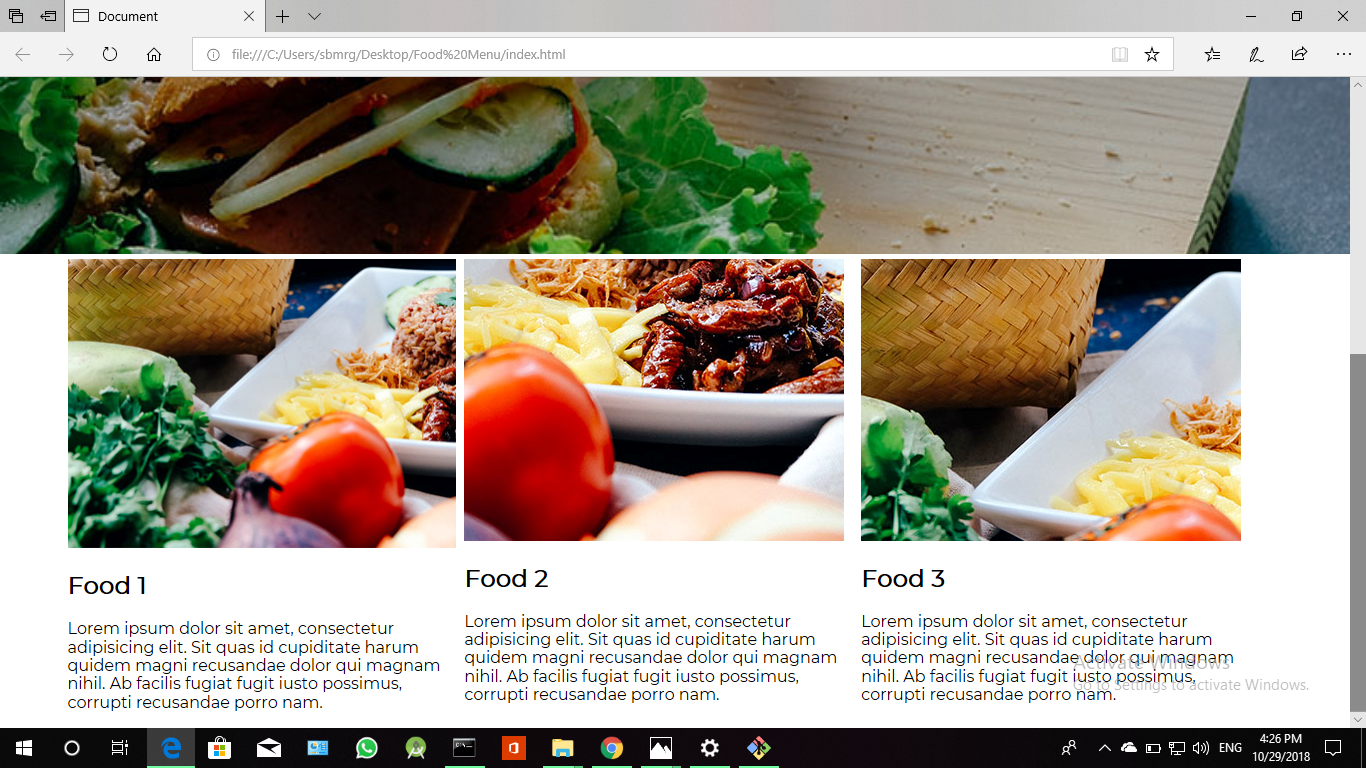 Document
file:///C:/Users/sbmrg/Desktop/Food%20Menu/index.html
Food 1
Lorem ipsum dolor sit amet, consectetur
adipisicing elit. Sit quas id cupiditate harum
quidem magni recusandae dolor qui magnam
nihil. Ab facilis fugiat fugit iusto possimus,
corrupti recusandae porro nam.
Food 2
Lorem ipsum dolor sit amet, consectetur
adipisicing elit. Sit quas id cupiditate harum
quidem magni recusandae dolor qui magnam
nihil. Ab facilis fugiat fugit iusto possimus,
corrupti recusandae porro nam.
Food 3
Lorem ipsum dolor sit amet, consectetur
adipisicing elit. Sit quas id cupiditate harum
quidem magni recusandae dolor qui magnam
nihil. Ab facilis fugiat fugit iusto possimus,
corrupti recusandae porro nam.
Activate Windows
Go to Settings to activate Windows.
ENG
4:26 PM
10/29/2018